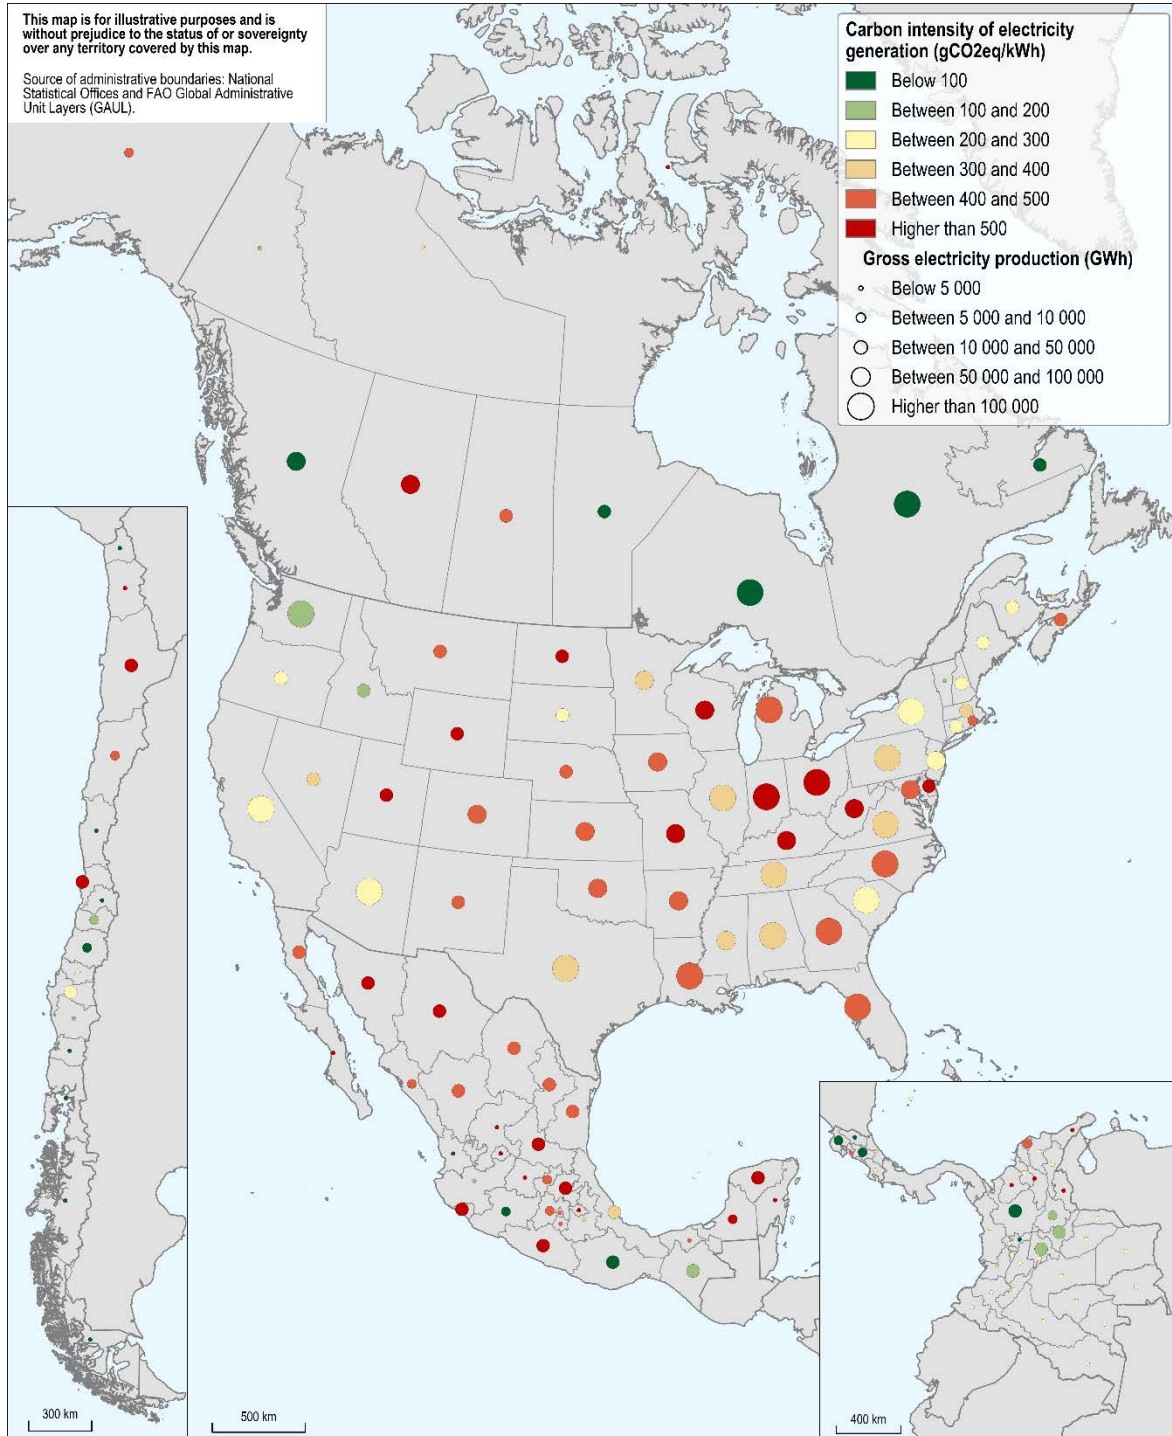 This map is for illustrative purposes and is
without prejudice to the status of or sovereignty
over any territory covered by this map.
Source of administrative boundaries: National
Statistical Offices and FAO Global Administrative
Unit Layers (GAUL).
Carbon intensity of electricity
generation (gCO2eq/kWh)
Below 100
Between 100 and 200
Between 200 and 300
Between 300 and 400
Between 400 and 500
Higher than 500
Gross electricity production (GWh)
Below 5 000
Between 5 000 and 10 000
Between 10 000 and 50 000
Between 50 000 and 100 000
Higher than 100 000
300 km
500 km
400 km